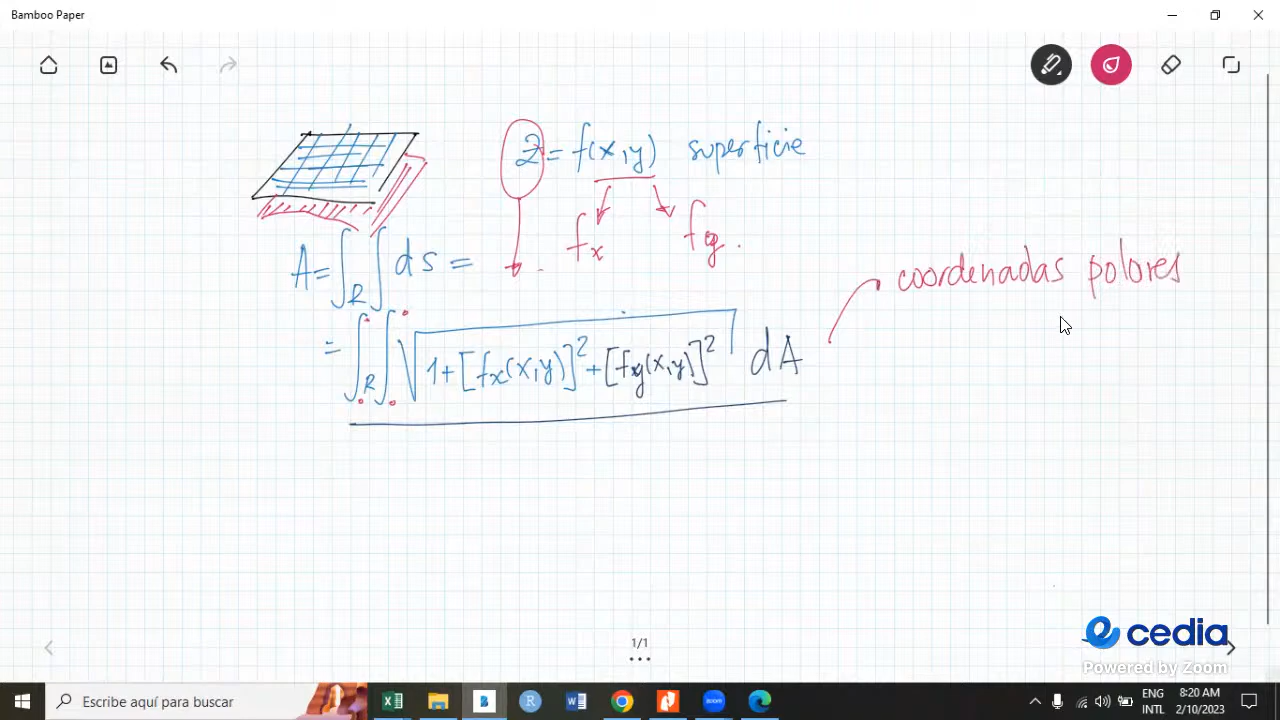 Bamboo Paper
Z = f(x,y) superficie
fx fy.
A = ∫∫ ds =
R
coordenadas polares
= ∫∫ √1+[fx(x,y)]²+[fy(x,y)]² dA
R
1/1
cedia
Powered by Zoom
Escribe aquí para buscar
ENG
INTL
8:20 AM
2/10/2023